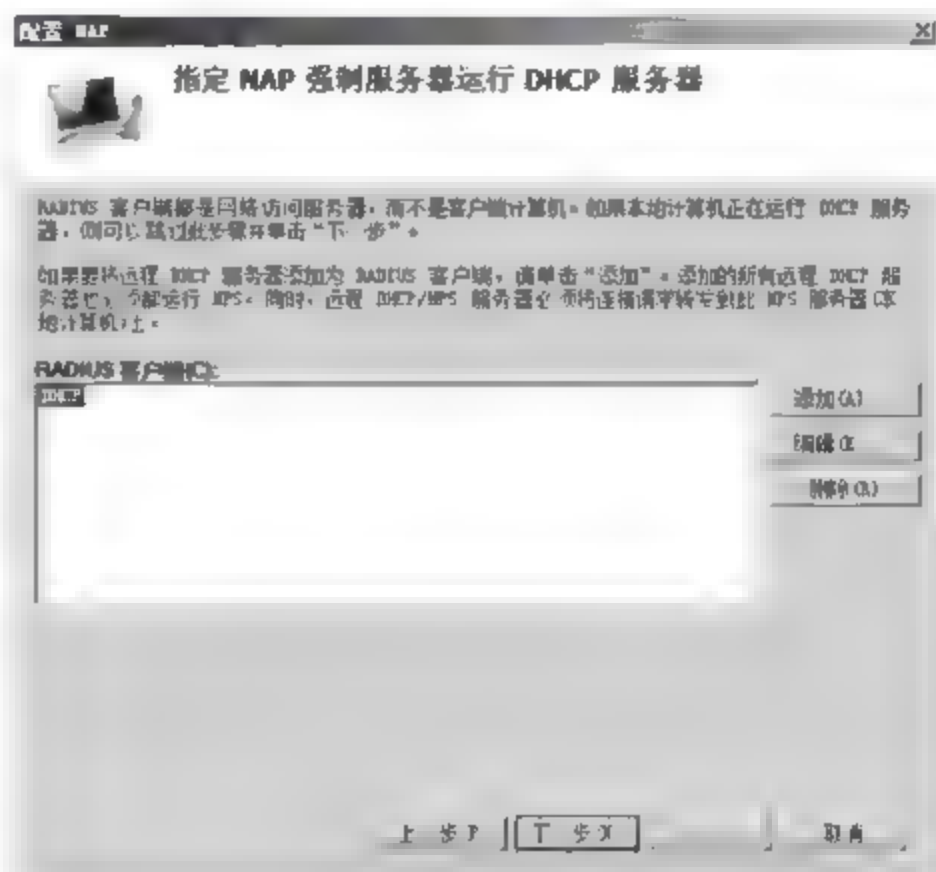 配置 NAP
指定 NAP 强制服务器运行 DHCP 服务器
RADIUS 客户端都是网络访问服务器，而不是客户端计算机。如果本地计算机正在运行 DHCP 服务
器，则可以跳过此步骤并单击“下一步”。
如果要将远程 DHCP 服务器添加为 RADIUS 客户端，请单击“添加”。添加的所有远程 DHCP 服
务器也必须都运行 NPS。同时，远程 DHCP/NPS 服务器必须将连接请求转发到此 NPS 服务器(本
地计算机)上。
RADIUS 客户端(C):
DHCP
添加(A)
编辑(E
删除(R)
上一步 P
下一步 N
取消